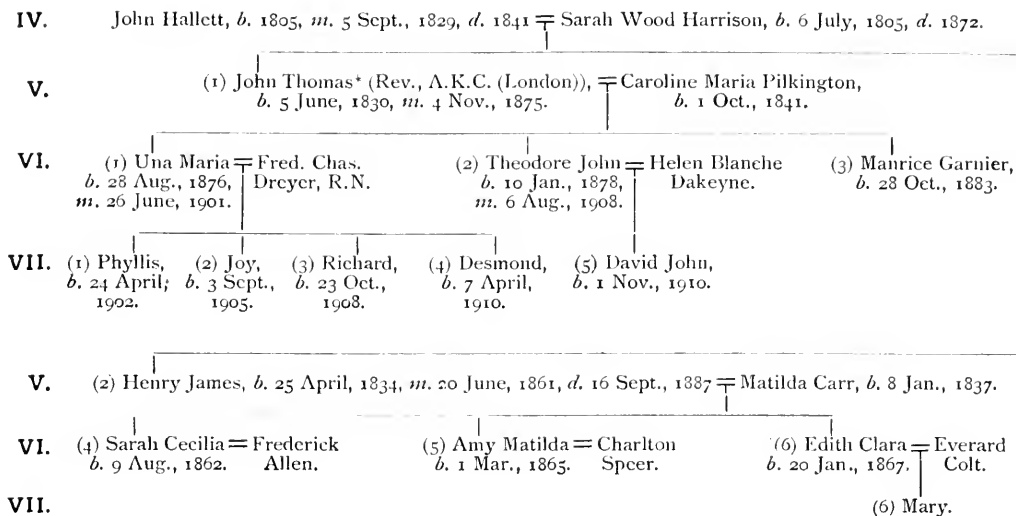 IV. John Hallett, b. 1805, m. 5 Sept., 1829, d. 1841 = Sarah Wood Harrison, b. 6 July, 1805, d. 1872.
V. (1) John Thomas* (Rev., A.K.C. (London)), = Caroline Maria Pilkington,
b. 5 June, 1830, m. 4 Nov., 1875. b. 1 Oct., 1841.
VI. (1) Una Maria = Fred. Chas. (2) Theodore John = Helen Blanche (3) Maurice Garnier,
b. 28 Aug., 1876, Dreyer, R.N. b. 10 Jan., 1878, Dakeyne. b. 28 Oct., 1883.
m. 26 June, 1901. m. 6 Aug., 1908.
VII. (1) Phyllis, (2) Joy, (3) Richard, (4) Desmond, (5) David John,
b. 24 April, b. 3 Sept., b. 23 Oct., b. 7 April, b. 1 Nov., 1910.
1902. 1905. 1908. 1910.
V. (2) Henry James, b. 25 April, 1834, m. 20 June, 1861, d. 16 Sept., 1887 = Matilda Carr, b. 8 Jan., 1837.
VI. (4) Sarah Cecilia = Frederick (5) Amy Matilda = Charlton (6) Edith Clara = Everard
b. 9 Aug., 1862. Allen. b. 1 Mar., 1865. Speer. b. 20 Jan., 1867. Colt.
VII. (6) Mary.